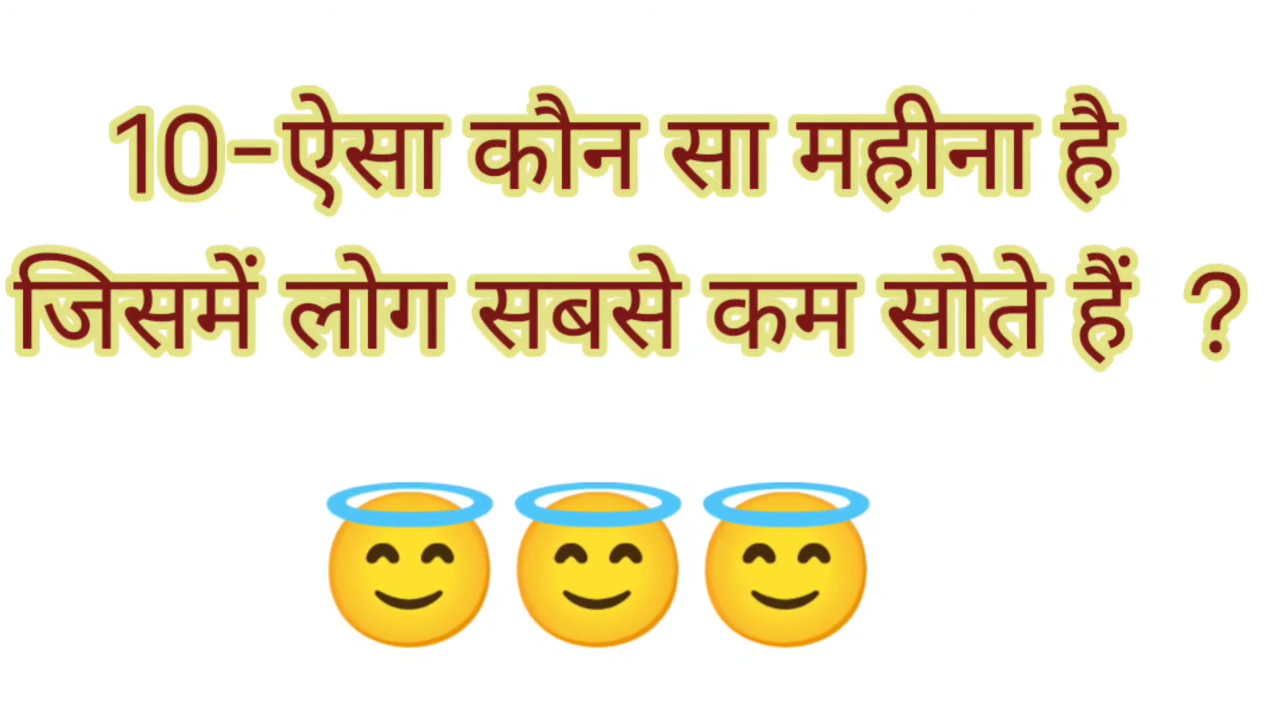 10-ऐसा कौन सा महीना है
जिसमें लोग सबसे कम सोते हैं ?